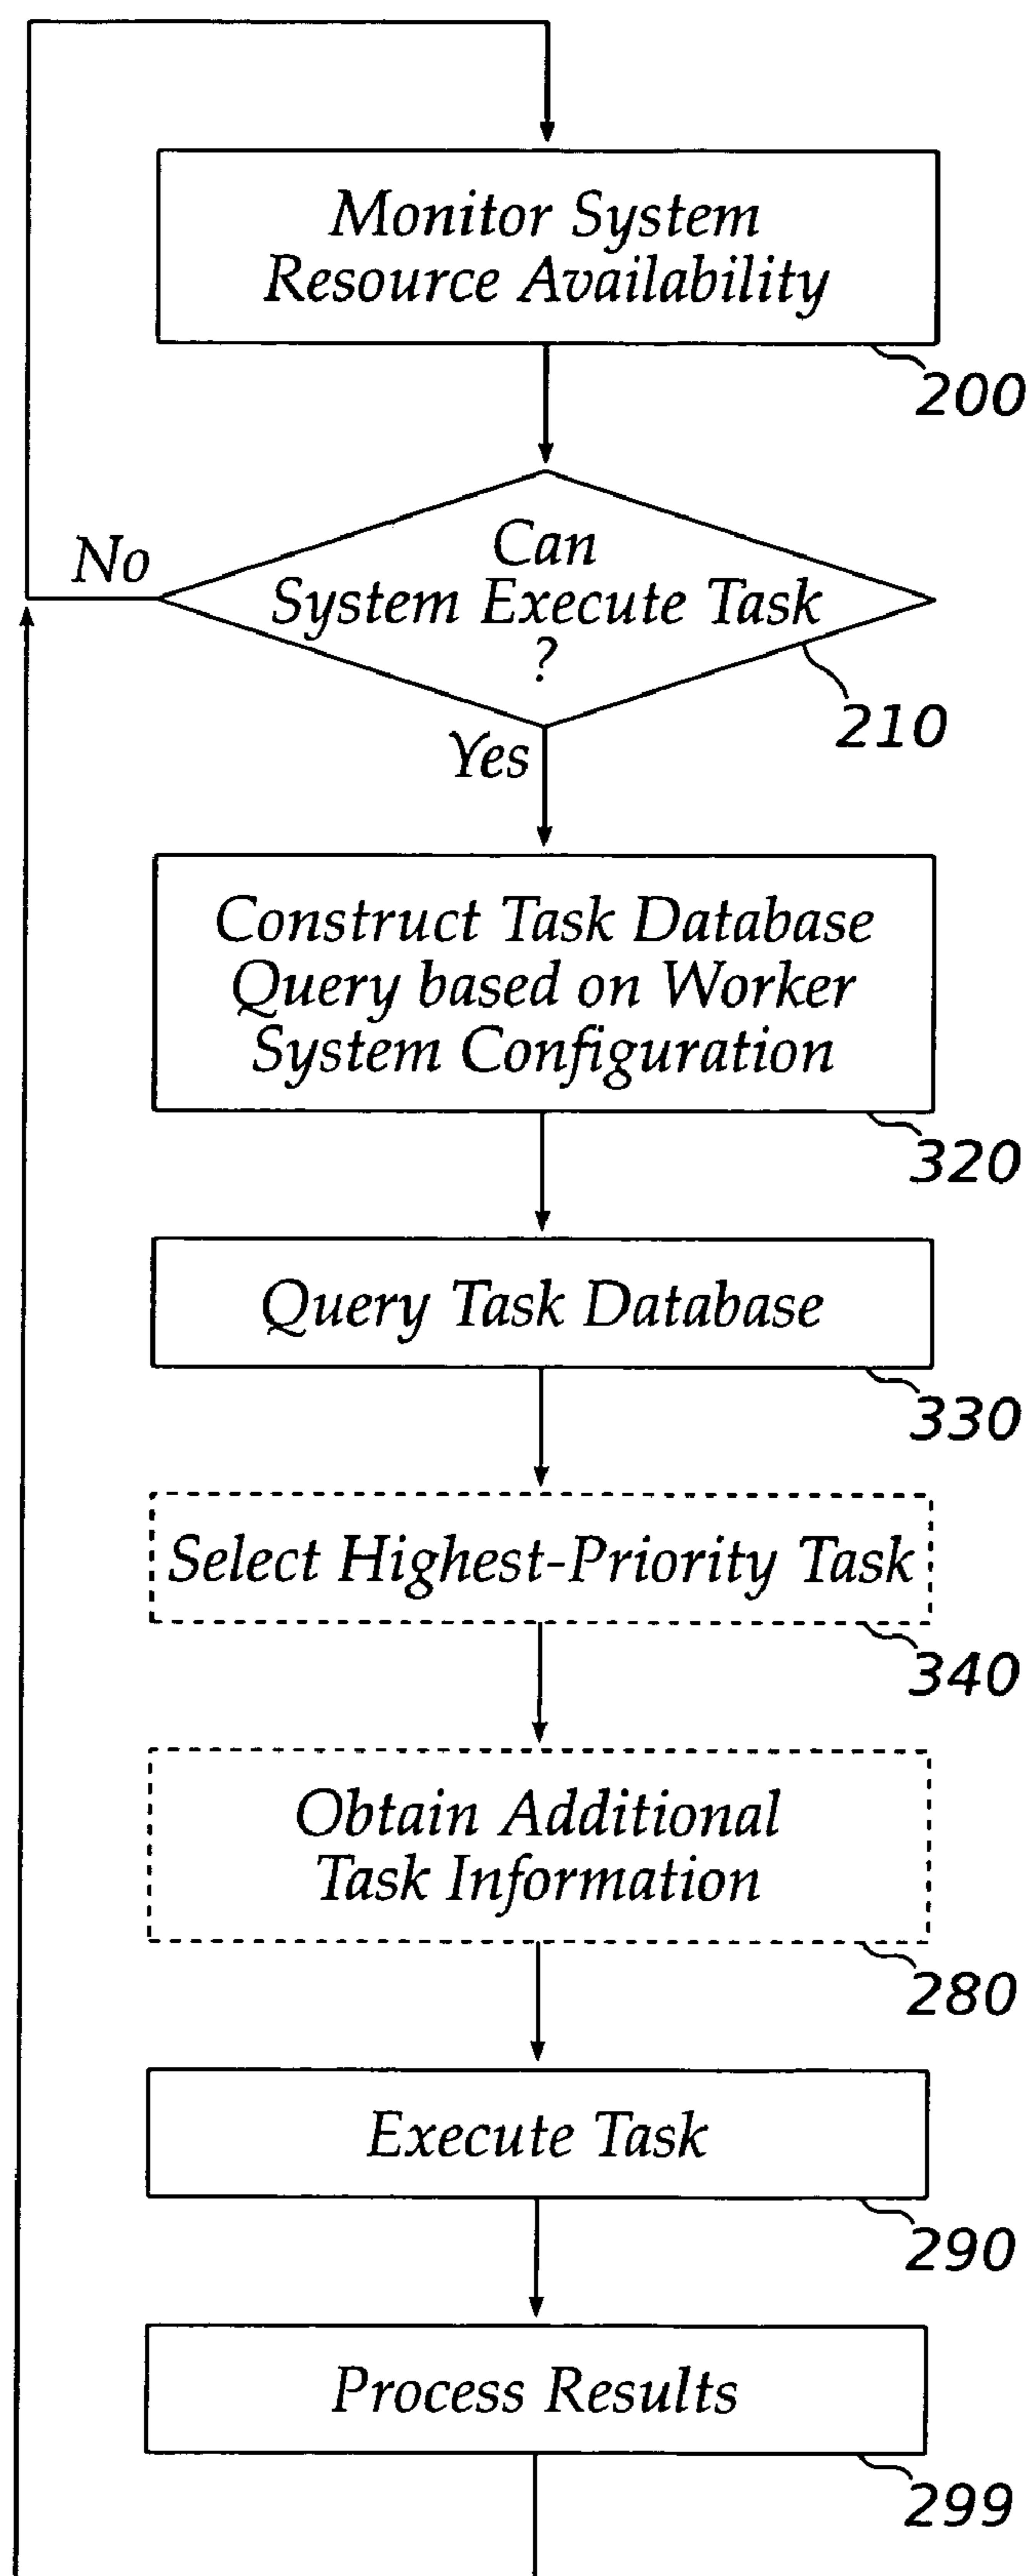 Monitor System
Resource Availability
200
Can
System Execute Task
?
No
210
Yes
Construct Task Database
Query based on Worker
System Configuration
320
Query Task Database
330
Select Highest-Priority Task
340
Obtain Additional
Task Information
280
Execute Task
290
Process Results
299